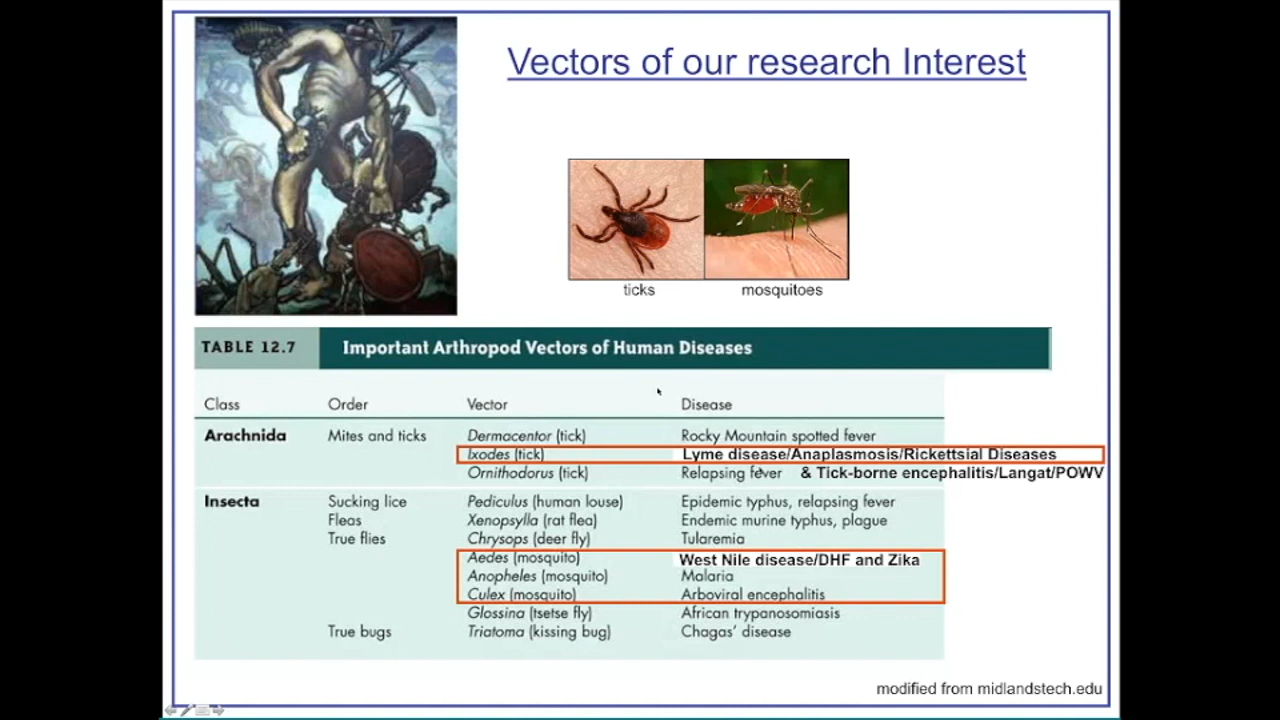 Vectors of our research Interest
ticks mosquitoes
TABLE 12.7 Important Arthropod Vectors of Human Diseases
Class Order Vector Disease
Arachnida Mites and ticks Dermacentor (tick) Rocky Mountain spotted fever
Ixodes (tick) Lyme disease/Anaplasmosis/Rickettsial Diseases
Ornithodorus (tick) Relapsing fever & Tick-borne encephalitis/Langat/POWV
Insecta Sucking lice Pediculus (human louse) Epidemic typhus, relapsing fever
Fleas Xenopsylla (rat flea) Endemic murine typhus, plague
True flies Chrysops (deer fly) Tularemia
Aedes (mosquito) West Nile disease/DHF and Zika
Anopheles (mosquito) Malaria
Culex (mosquito) Arboviral encephalitis
Glossina (tsetse fly) African trypanosomiasis
True bugs Triatoma (kissing bug) Chagas' disease
modified from midlandstech.edu